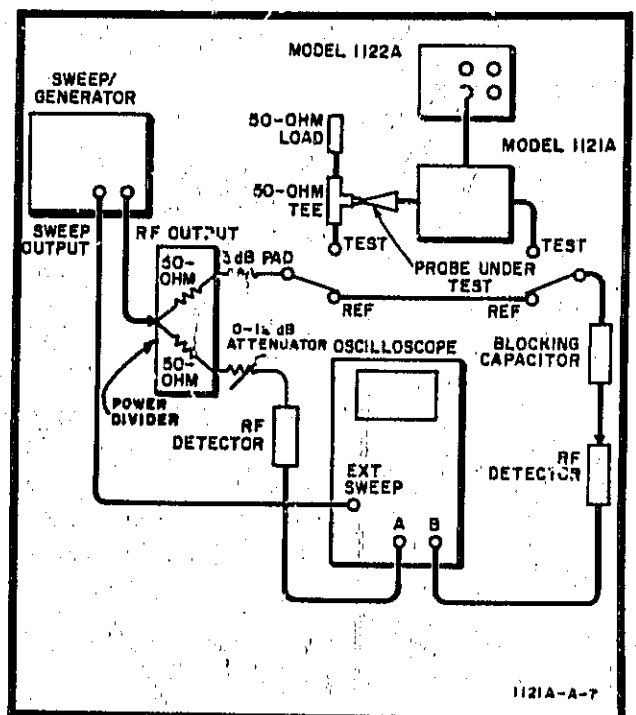 MODEL 1122A
SWEEP/
GENERATOR
50-OHM
LOAD
MODEL 1121A
50-OHM
TEE
SWEEP
OUTPUT
RF OUTPUT
TEST
TEST
PROBE UNDER
TEST
50-
OHM
3 dB PAD
REF
REF
50-
OHM
ATTENUATOR
OSCILLOSCOPE
BLOCKING
CAPACITOR
POWER
DIVIDER
RF
DETECTOR
RF
DETECTOR
EXT
SWEEP
A B
1121A-A-7